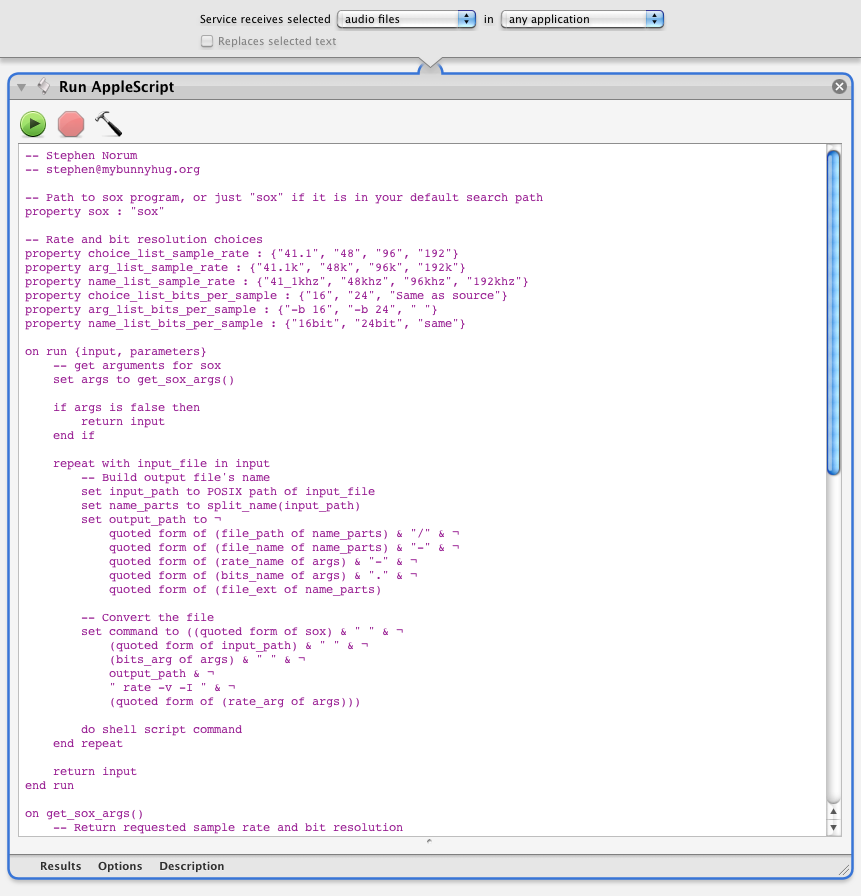 Service receives selected audio files in any application
Replaces selected text
Run AppleScript
-- Stephen Norum
-- stephen@mybunnyhug.org
-- Path to sox program, or just "sox" if it is in your default search path
property sox : "sox"
-- Rate and bit resolution choices
property choice_list_sample_rate : {"41.1", "48", "96", "192"}
property arg_list_sample_rate : {"41.1k", "48k", "96k", "192k"}
property name_list_sample_rate : {"41_1khz", "48khz", "96khz", "192khz"}
property choice_list_bits_per_sample : {"16", "24", "Same as source"}
property arg_list_bits_per_sample : {"-b 16", "-b 24", " "}
property name_list_bits_per_sample : {"16bit", "24bit", "same"}
on run {input, parameters}
-- get arguments for sox
set args to get_sox_args()
if args is false then
return input
end if
repeat with input_file in input
-- Build output file's name
set input_path to POSIX path of input_file
set name_parts to split_name(input_path)
set output_path to ¬
quoted form of (file_path of name_parts) & "/" & ¬
quoted form of (file_name of name_parts) & "-" & ¬
quoted form of (rate_name of args) & "-" & ¬
quoted form of (bits_name of args) & "." & ¬
quoted form of (file_ext of name_parts)
-- Convert the file
set command to ((quoted form of sox) & " " & ¬
(quoted form of input_path) & " " & ¬
(bits_arg of args) & " " & ¬
output_path & ¬
" rate -v -I " & ¬
(quoted form of (rate_arg of args)))
do shell script command
end repeat
return input
end run
on get_sox_args()
-- Return requested sample rate and bit resolution
Results Options Description